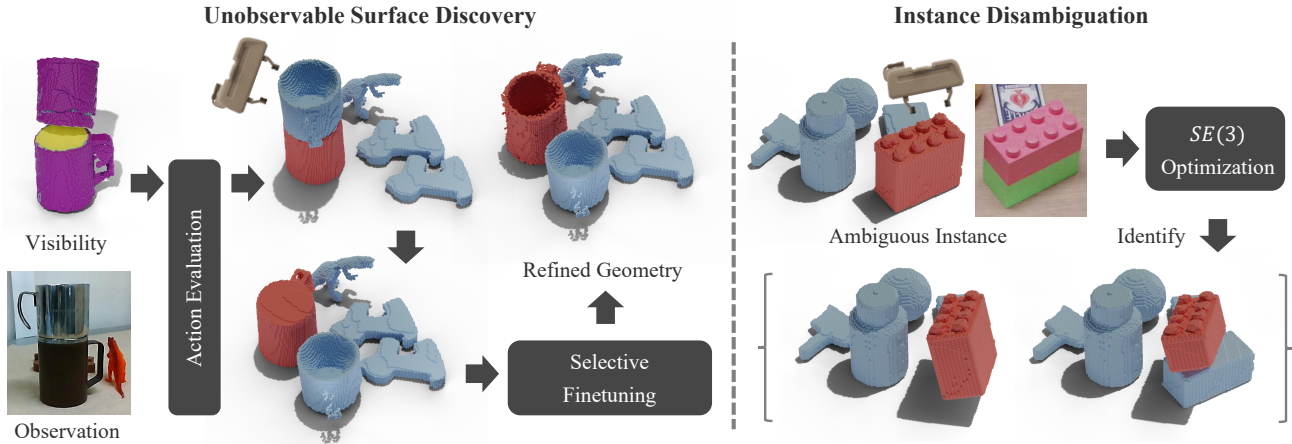 Unobservable Surface Discovery
Instance Disambiguation
Visibility
Observation
Action Evaluation
Refined Geometry
Selective
Finetuning
Ambiguous Instance
SE(3)
Optimization
Identify